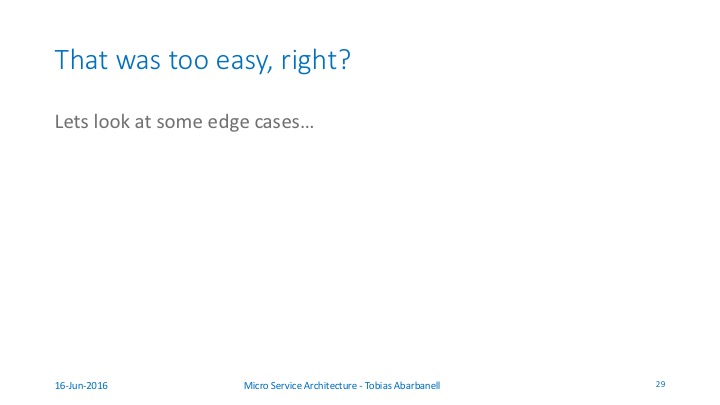 That was too easy, right?
Lets look at some edge cases…
16-Jun-2016
Micro Service Architecture - Tobias Abarbanell
29